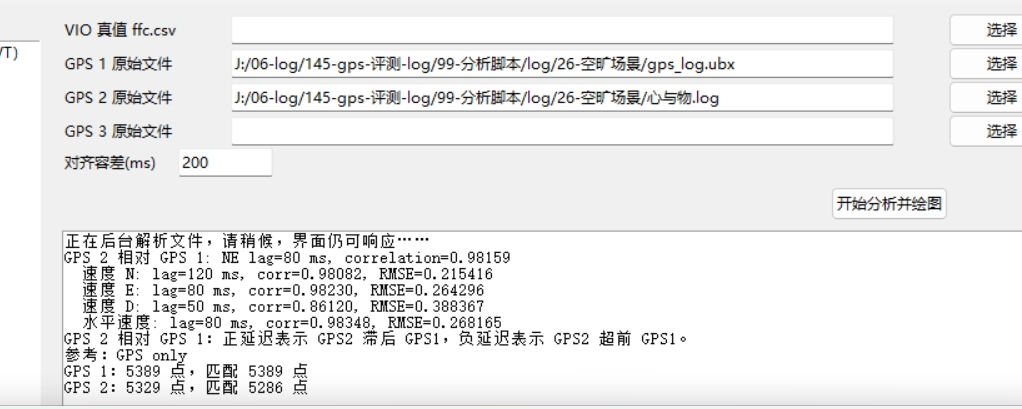 VIO 真值 ffc.csv
选择
/T)
GPS 1 原始文件
J:/06-log/145-gps-评测-log/99-分析脚本/log/26-空旷场景/gps_log.ubx
选择
GPS 2 原始文件
J:/06-log/145-gps-评测-log/99-分析脚本/log/26-空旷场景/心与物.log
选择
GPS 3 原始文件
选择
对齐容差(ms)
200
开始分析并绘图
正在后台解析文件，请稍候，界面仍可响应……
GPS 2 相对 GPS 1: NE lag=80 ms, correlation=0.98159
速度 N: lag=120 ms, corr=0.98082, RMSE=0.215416
速度 E: lag=80 ms, corr=0.98230, RMSE=0.264296
速度 D: lag=50 ms, corr=0.86120, RMSE=0.388367
水平速度: lag=80 ms, corr=0.98348, RMSE=0.268165
GPS 2 相对 GPS 1: 正延迟表示 GPS2 滞后 GPS1，负延迟表示 GPS2 超前 GPS1。
参考: GPS only
GPS 1: 5389 点，匹配 5389 点
GPS 2: 5329 点，匹配 5286 点